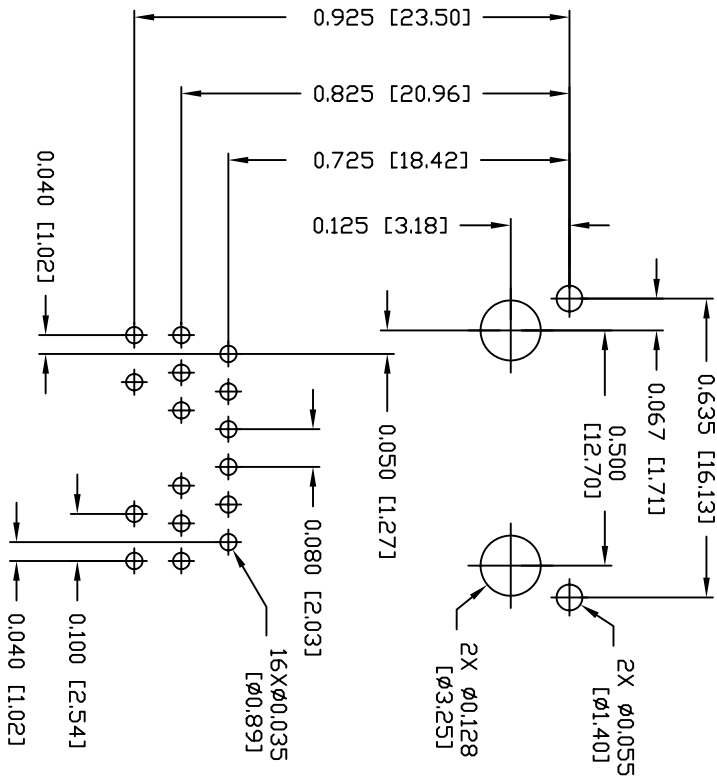 0.925 [23.50]
0.825 [20.96]
0.725 [18.42]
0.125 [3.18]
0.040 [1.02]
0.635 [16.13]
0.067 [1.71]
0.500
[12.70]
0.050 [1.27]
0.080 [2.03]
2X ø0.055
[ø1.40]
2X ø0.128
[ø3.25]
16Xø0.035
[ø0.89]
0.100 [2.54]
0.040 [1.02]